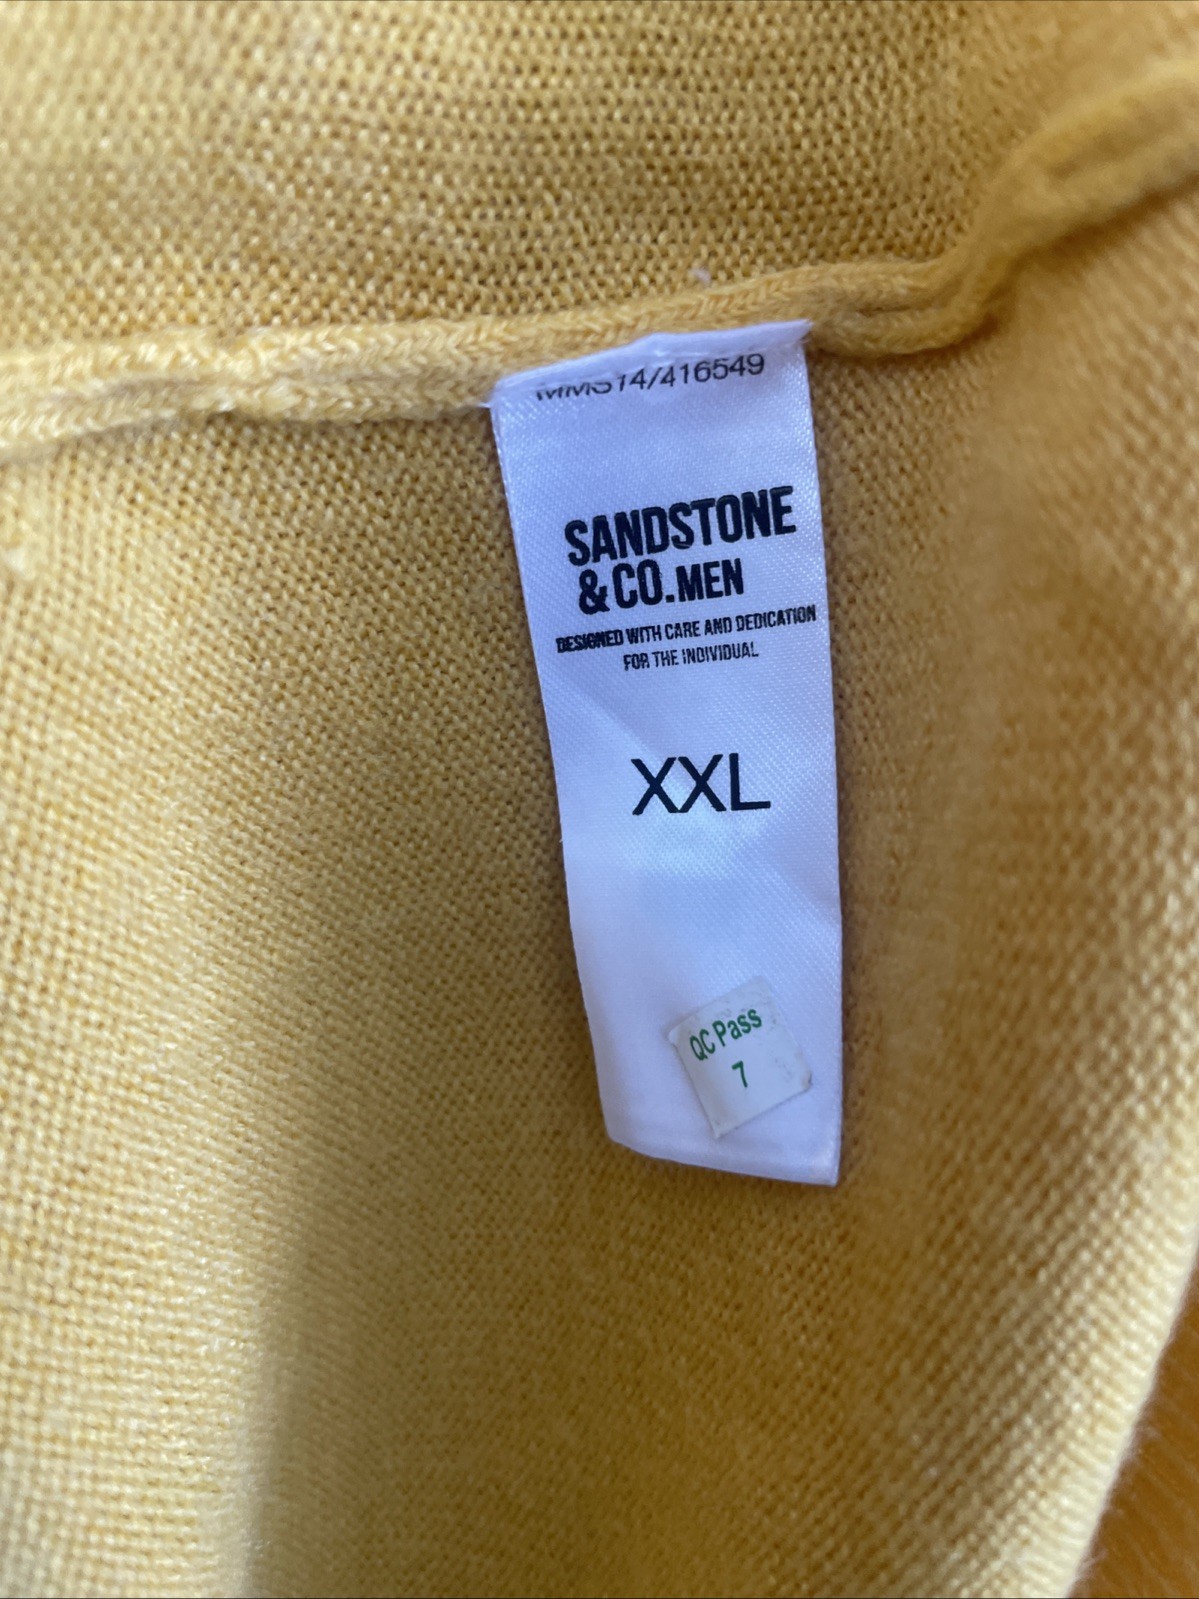 MMS14/416549
SANDSTONE
& CO. MEN
DESIGNED WITH CARE AND DEDICATION
FOR THE INDIVIDUAL
XXL
QC Pass
7